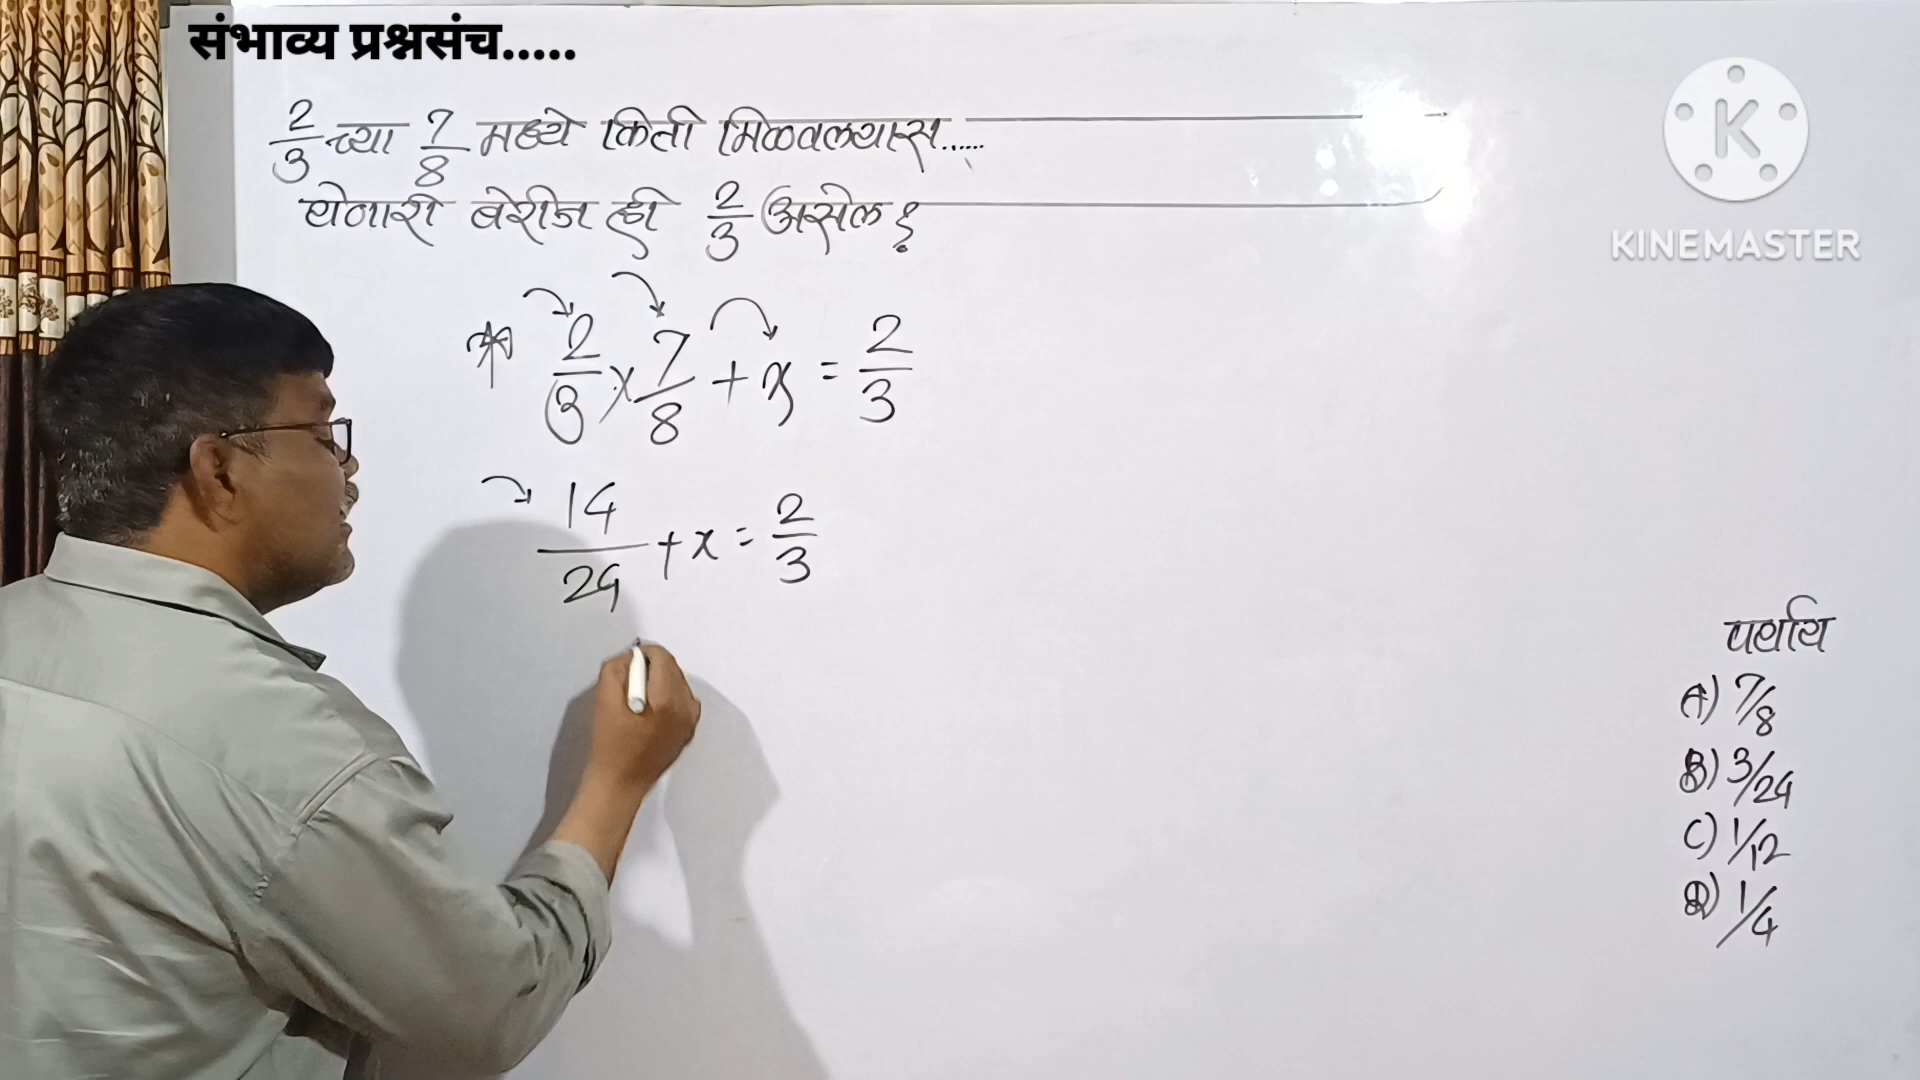 संभाव्य प्रश्नसंच.....
KINEMASTER
2/3 च्या 7/8 मध्ये किती मिळवल्यास......
येणारी बेरीज ही 2/3 असेल ?
2/3 x 7/8 + x = 2/3
14/24 + x = 2/3
पर्याय
A) 7/8
B) 3/24
C) 1/12
D) 1/4